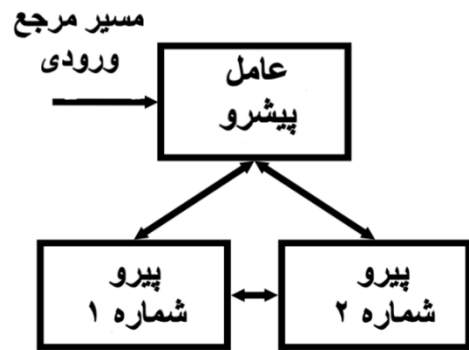 مسیر مرجع
ورودی
عامل
پیشرو
پیرو
شماره ۱
پیرو
شماره ۲